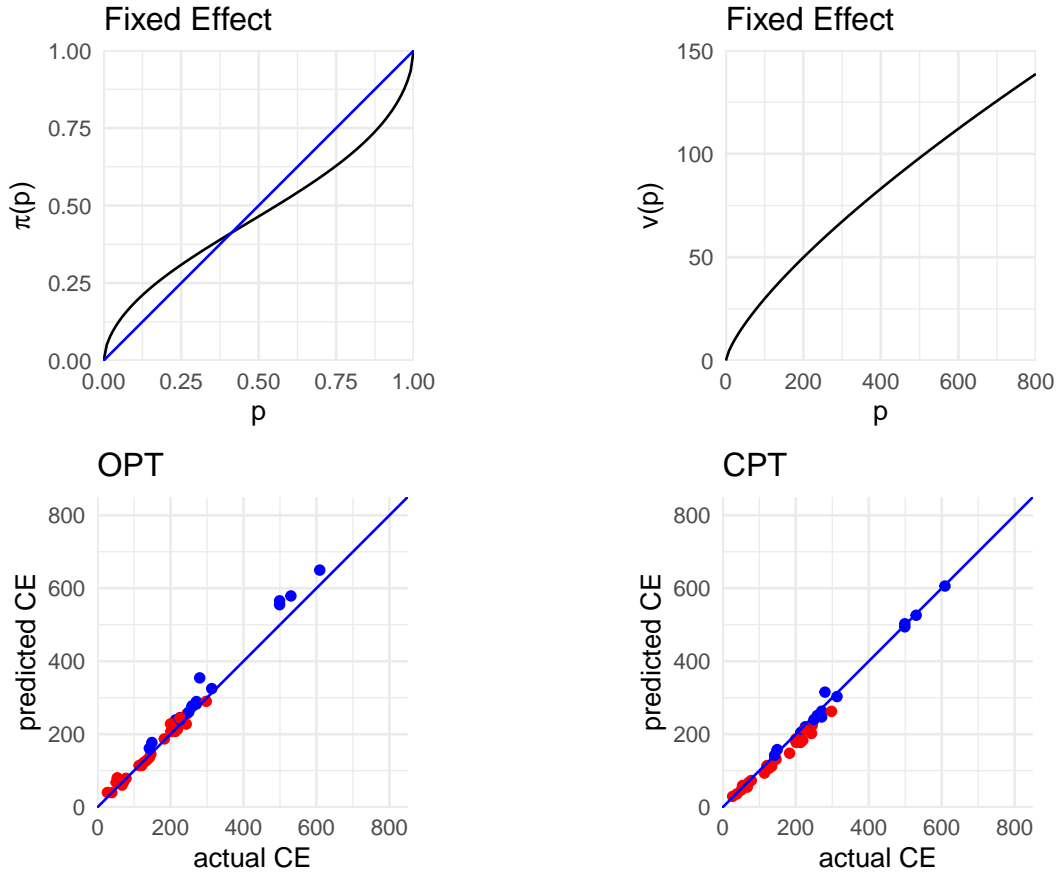 Fixed Effect
1.00
0.75
0.50
0.25
0.00
π(p)
0.00 0.25 0.50 0.75 1.00
p
Fixed Effect
150
100
50
0
v(p)
0 200 400 600 800
p
OPT
800
600
400
200
0
predicted CE
0 200 400 600 800
actual CE
CPT
800
600
400
200
0
predicted CE
0 200 400 600 800
actual CE